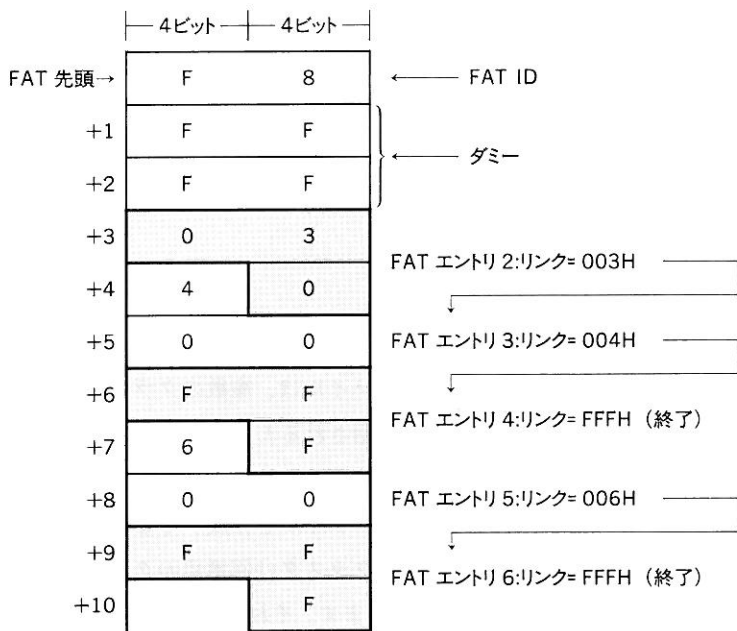 4ビット 4ビット
FAT 先頭→ F 8 ← FAT ID
+1 F F
← ダミー
+2 F F
+3 0 3
FAT エントリ 2:リンク= 003H
+4 4 0
+5 0 0 FAT エントリ 3:リンク= 004H
+6 F F
FAT エントリ 4:リンク= FFFH (終了)
+7 6 F
+8 0 0 FAT エントリ 5:リンク= 006H
+9 F F
FAT エントリ 6:リンク= FFFH (終了)
+10 F